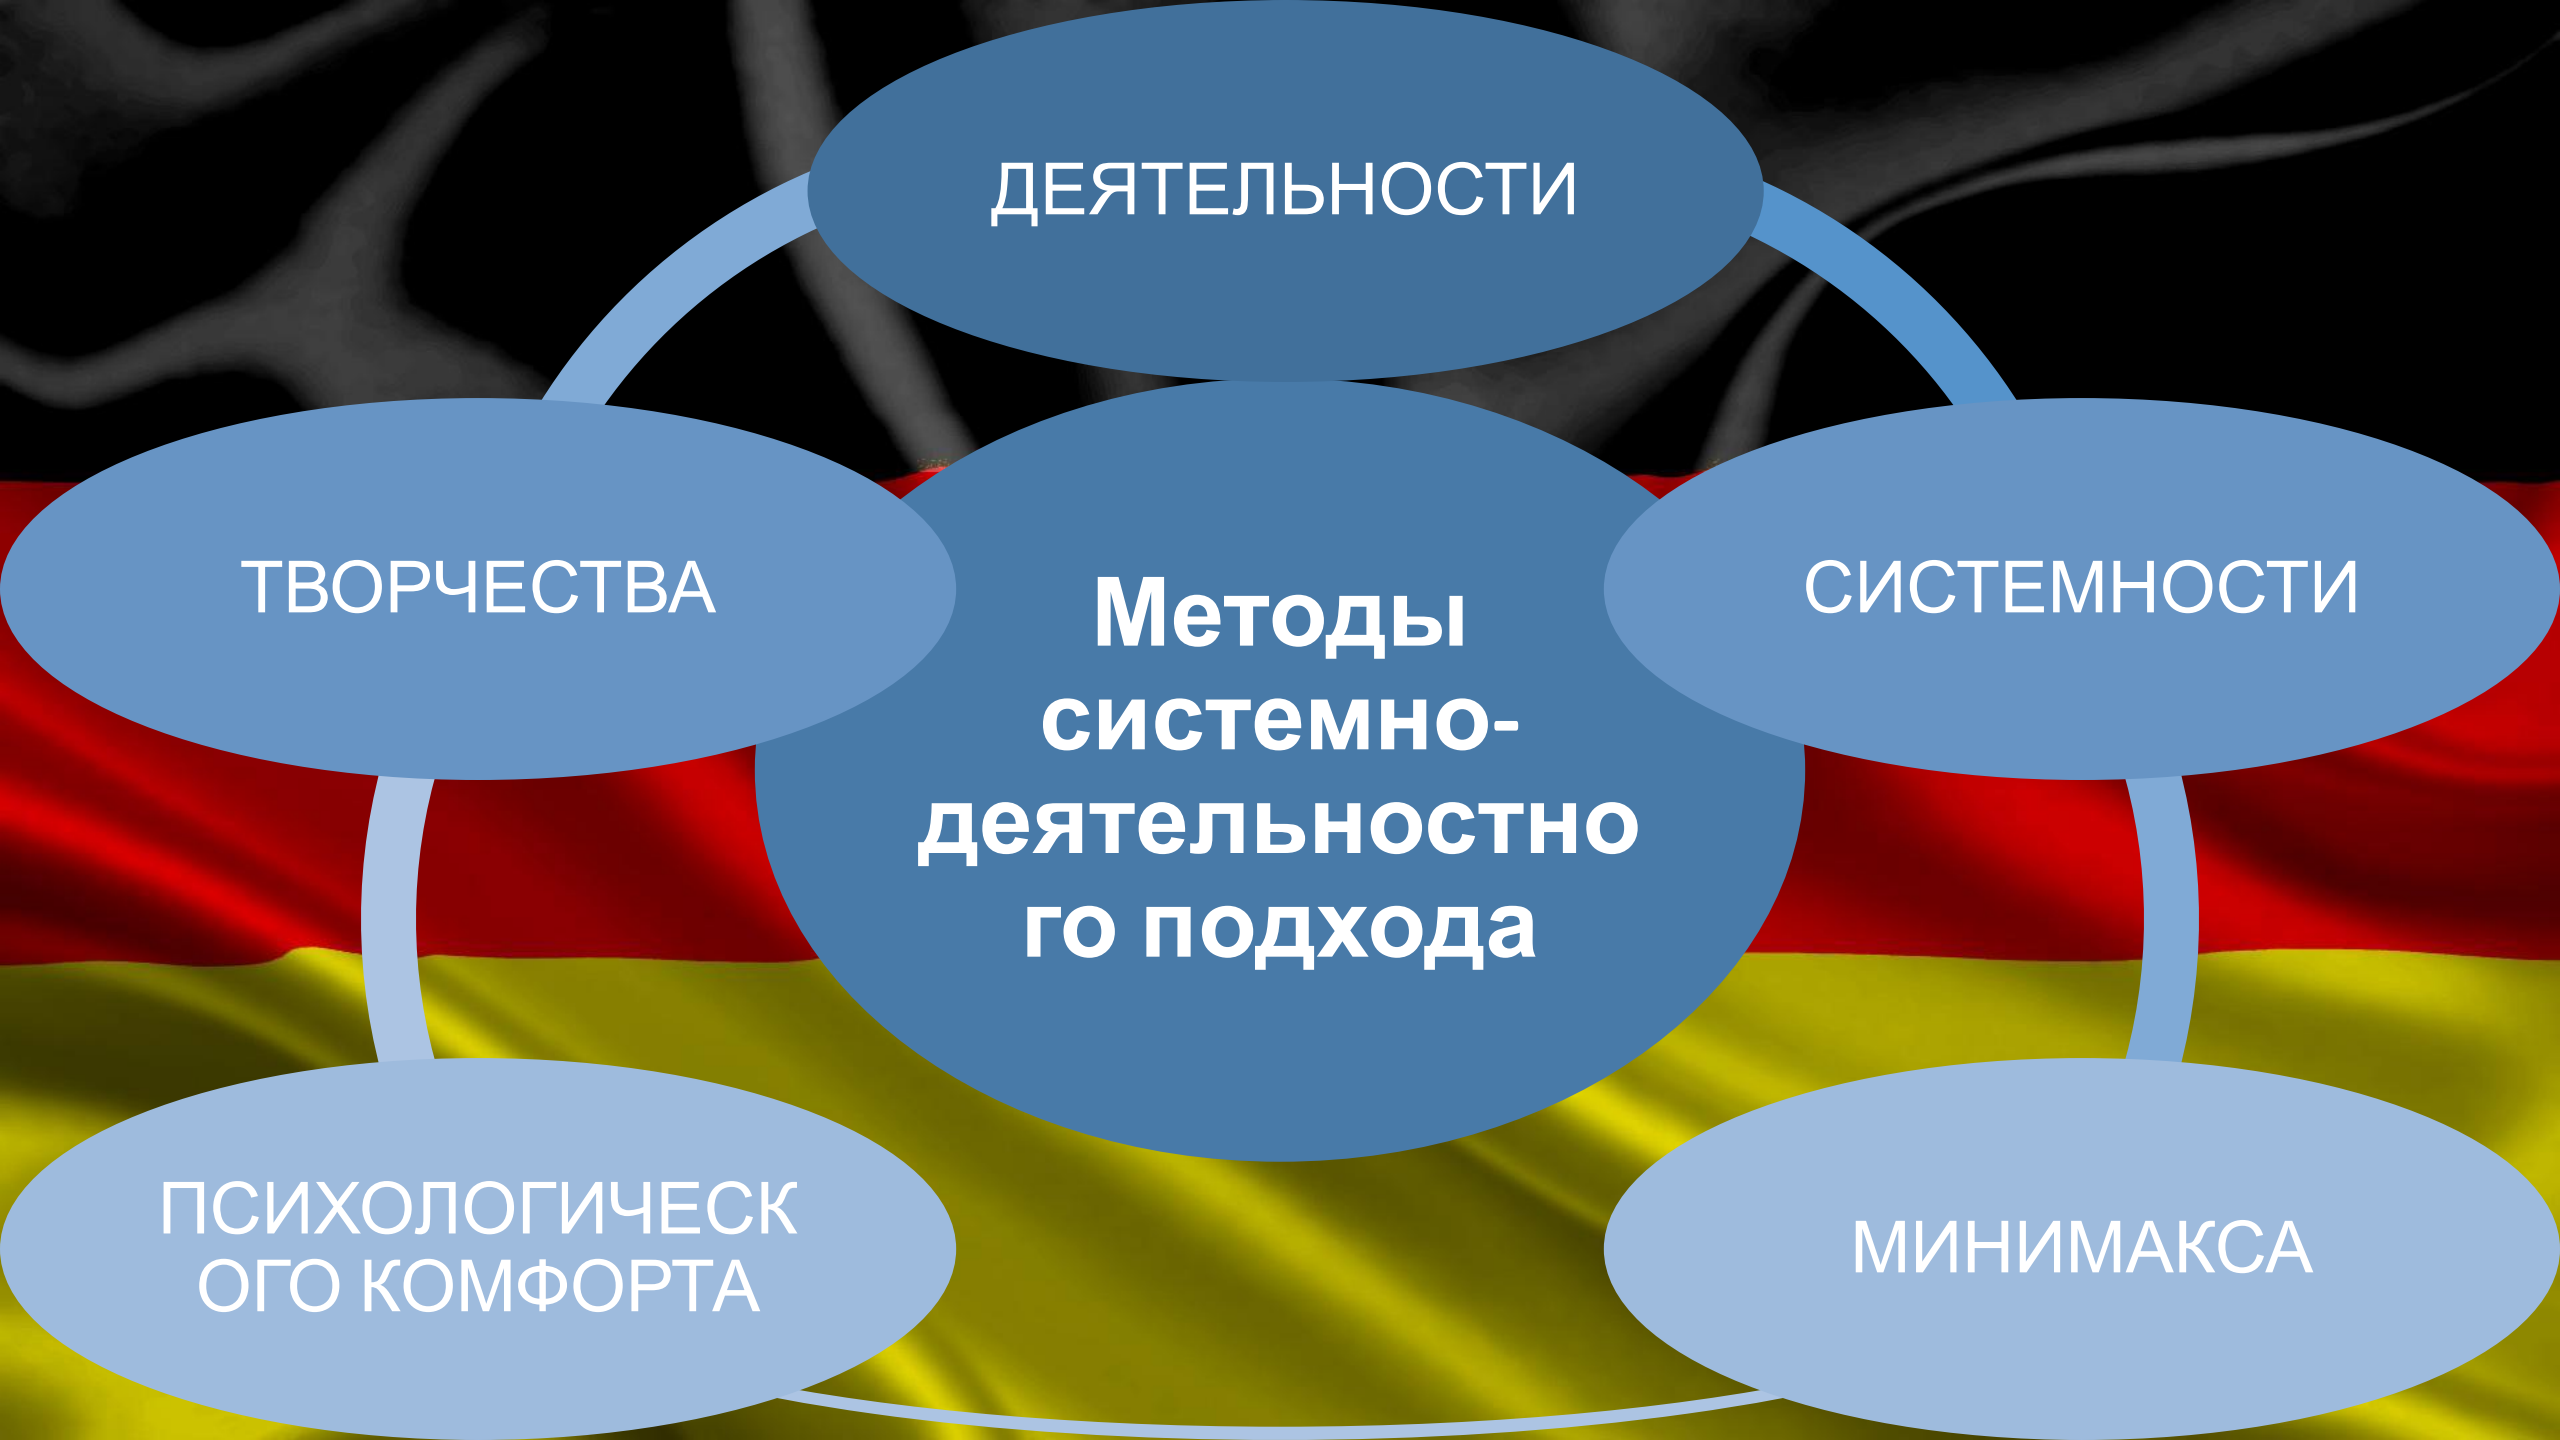 ДЕЯТЕЛЬНОСТИ
ТВОРЧЕСТВА
СИСТЕМНОСТИ
Методы
системно-
деятельностно
го подхода
ПСИХОЛОГИЧЕСК
ОГО КОМФОРТА
МИНИМАКСА